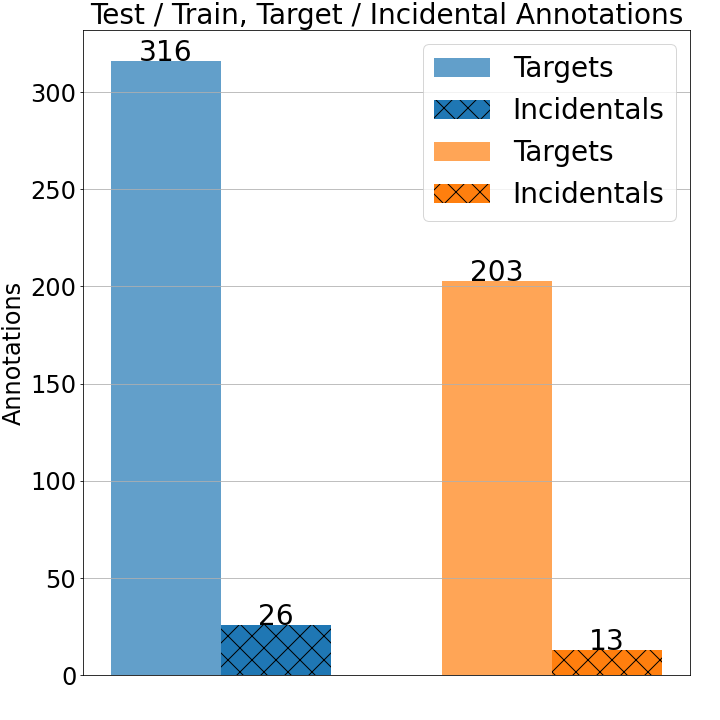 Test / Train, Target / Incidental Annotations
316
Targets
Incidentals
Targets
Incidentals
203
26
13
Annotations
300
250
200
150
100
50
0